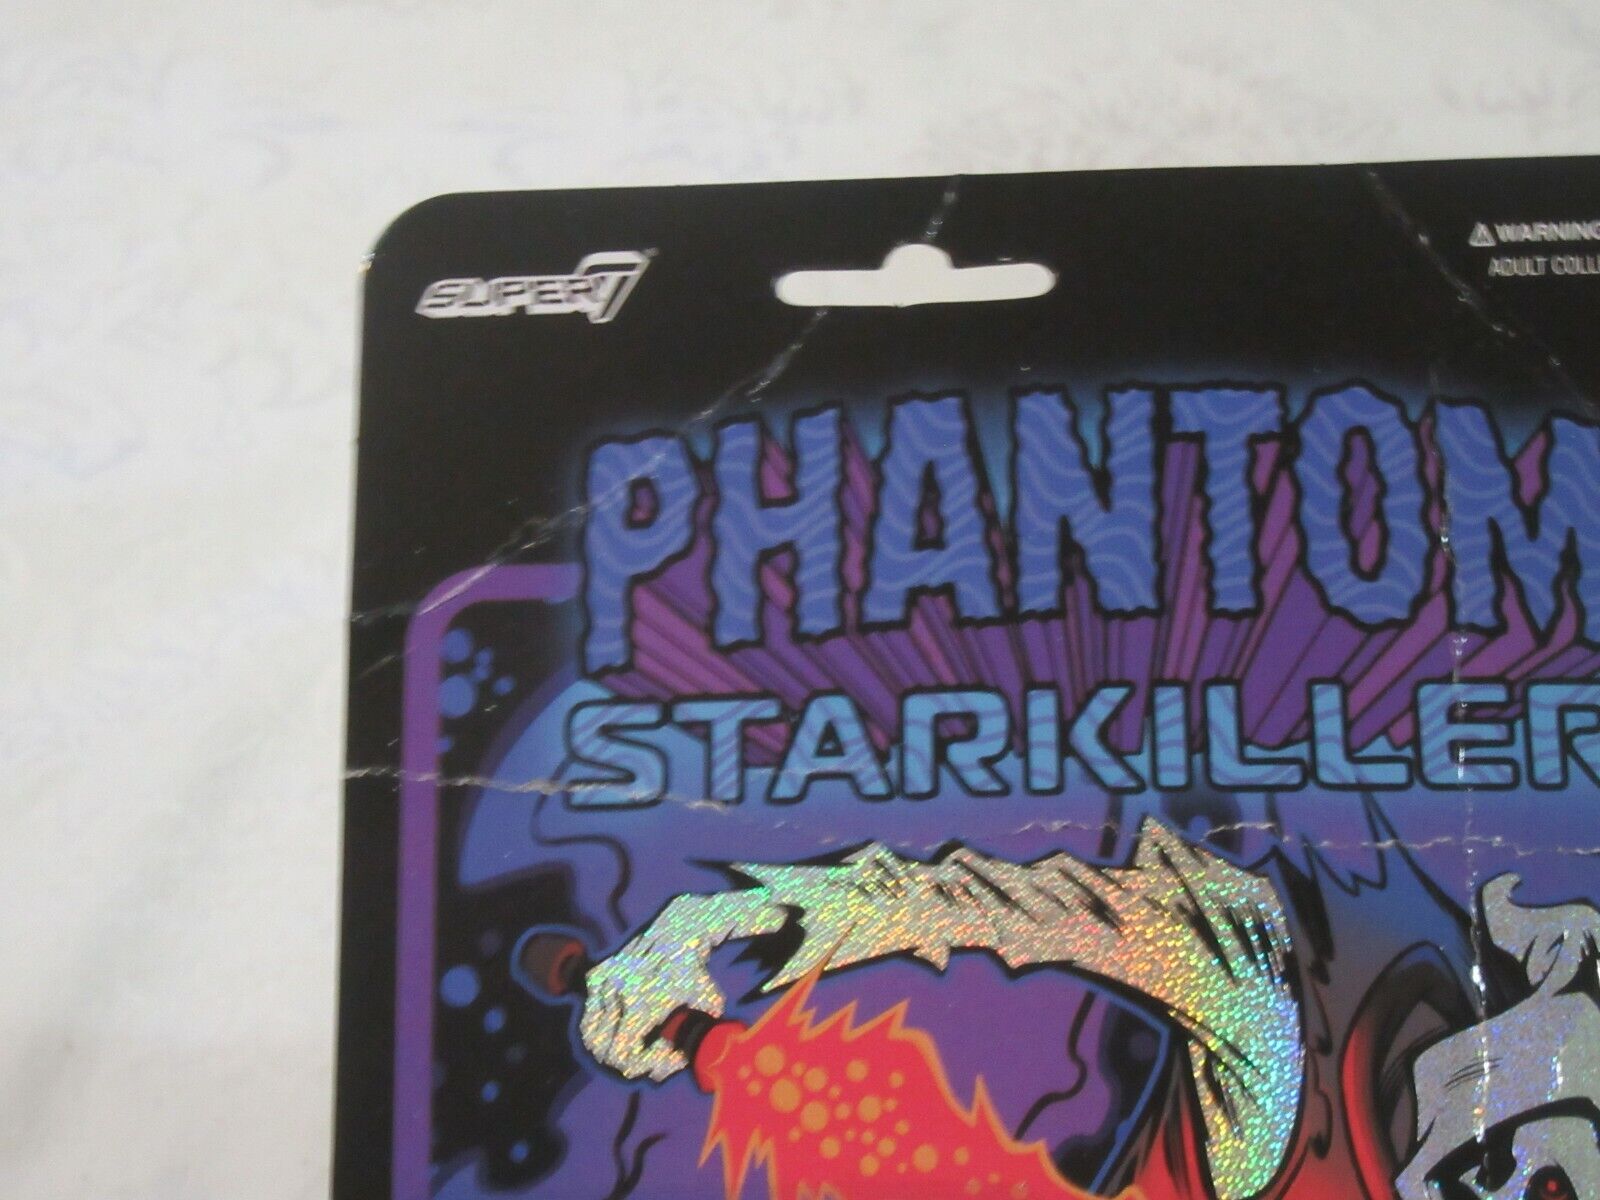 SUPER7
⚠ WARNING
ADULT COLL
PHANTOM
STARKILLER